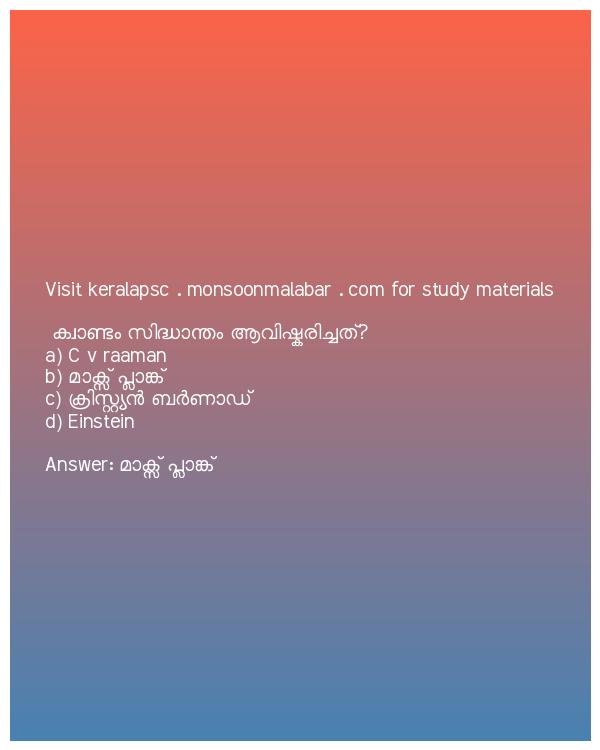 Visit keralapsc . monsoonmalabar . com for study materials
ക്വാണ്ടം സിദ്ധാന്തം ആവിഷ്കരിച്ചത്?
a) C v raaman
b) മാക്സ് പ്ലാങ്ക്
c) ക്രിസ്റ്റ്യൻ ബർണാഡ്
d) Einstein
Answer: മാക്സ് പ്ലാങ്ക്